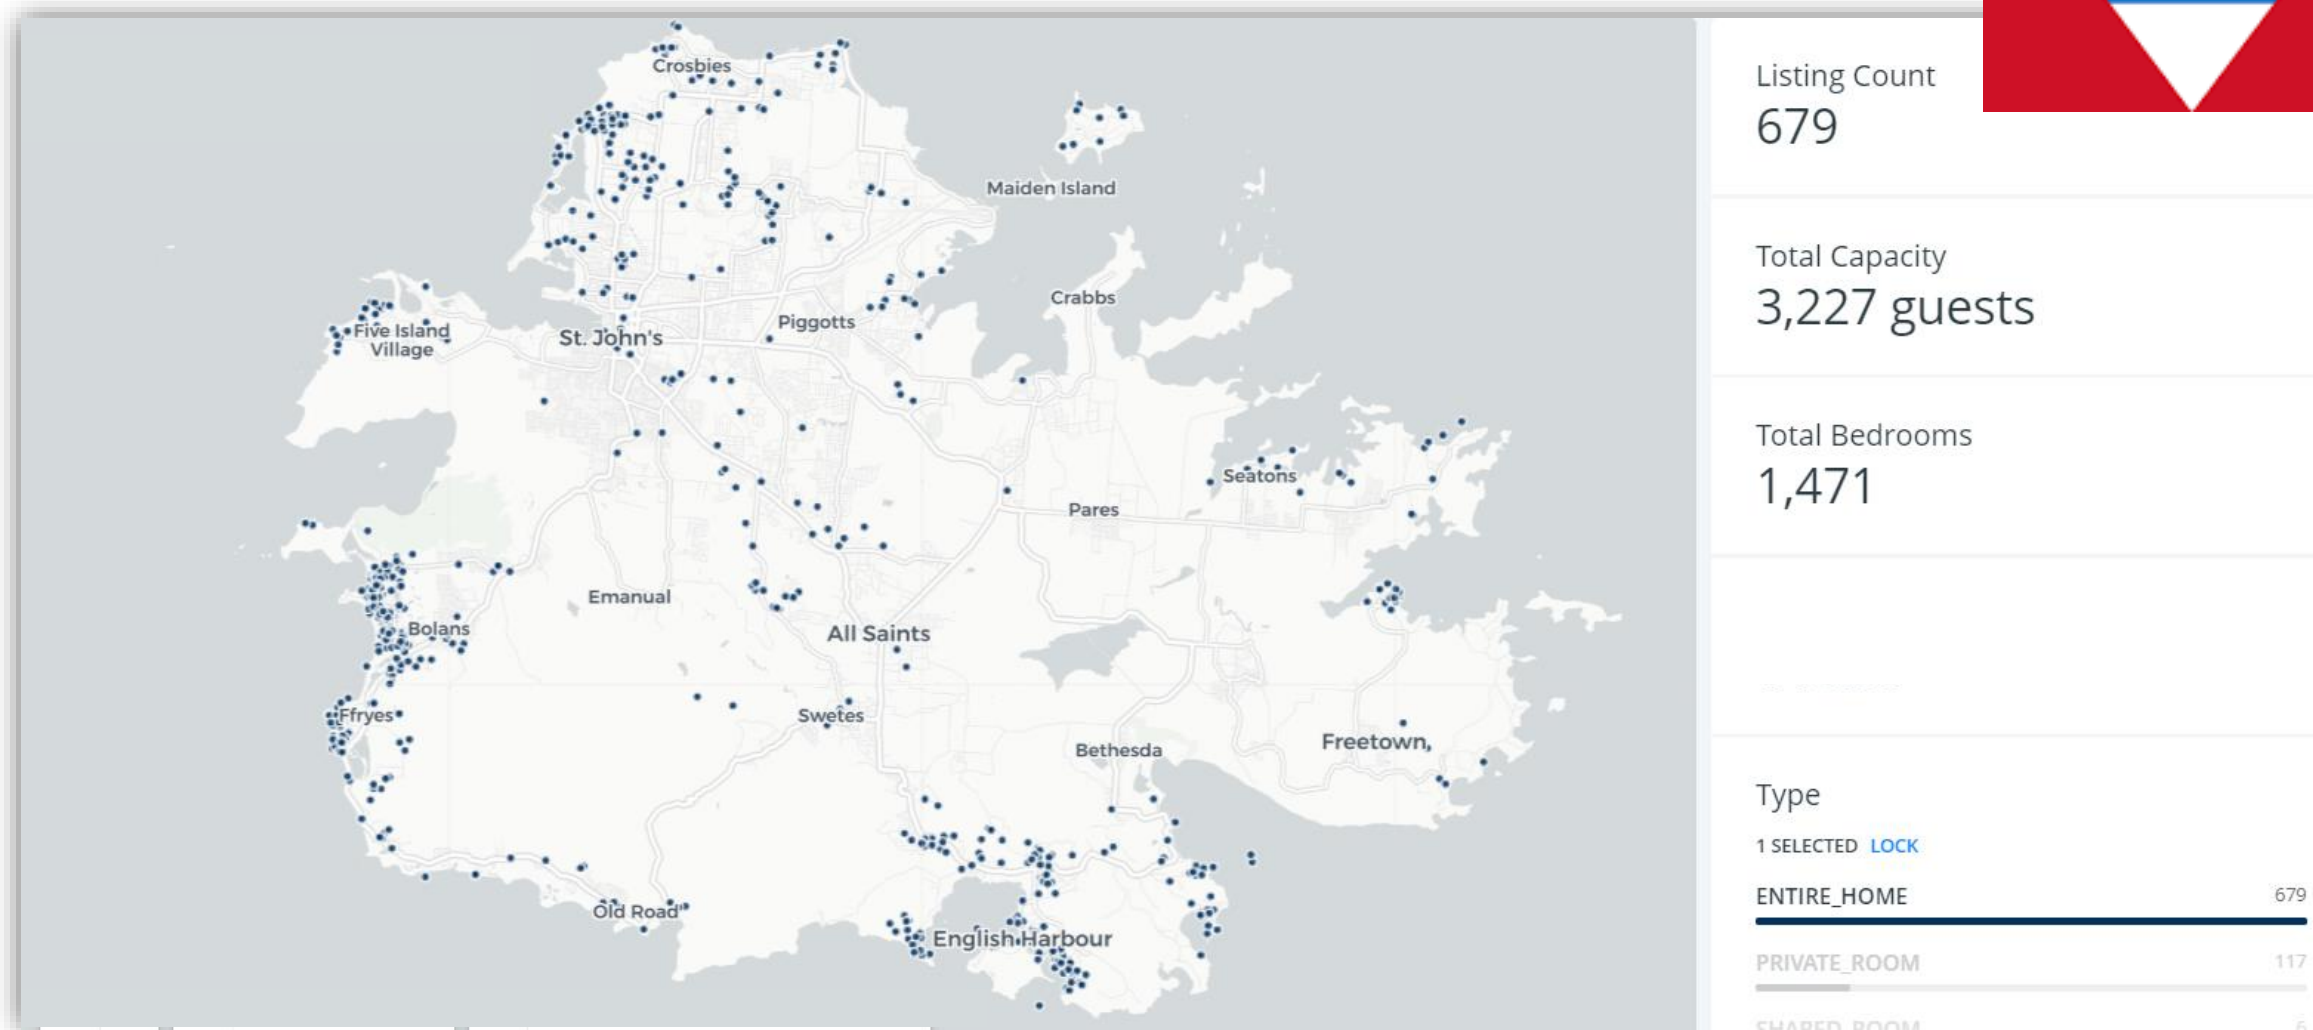 Crosbies
Maiden Island
Crabbs
Five Island
Village
St. John's
Piggotts
Seatons
Pares
Emanual
Bolans
All Saints
Ffryes
Swetes
Bethesda
Freetown,
Old Road
English Harbour
Listing Count
679
Total Capacity
3,227 guests
Total Bedrooms
1,471
Type
1 SELECTED LOCK
ENTIRE_HOME 679
PRIVATE_ROOM 117
SHARED_ROOM 6